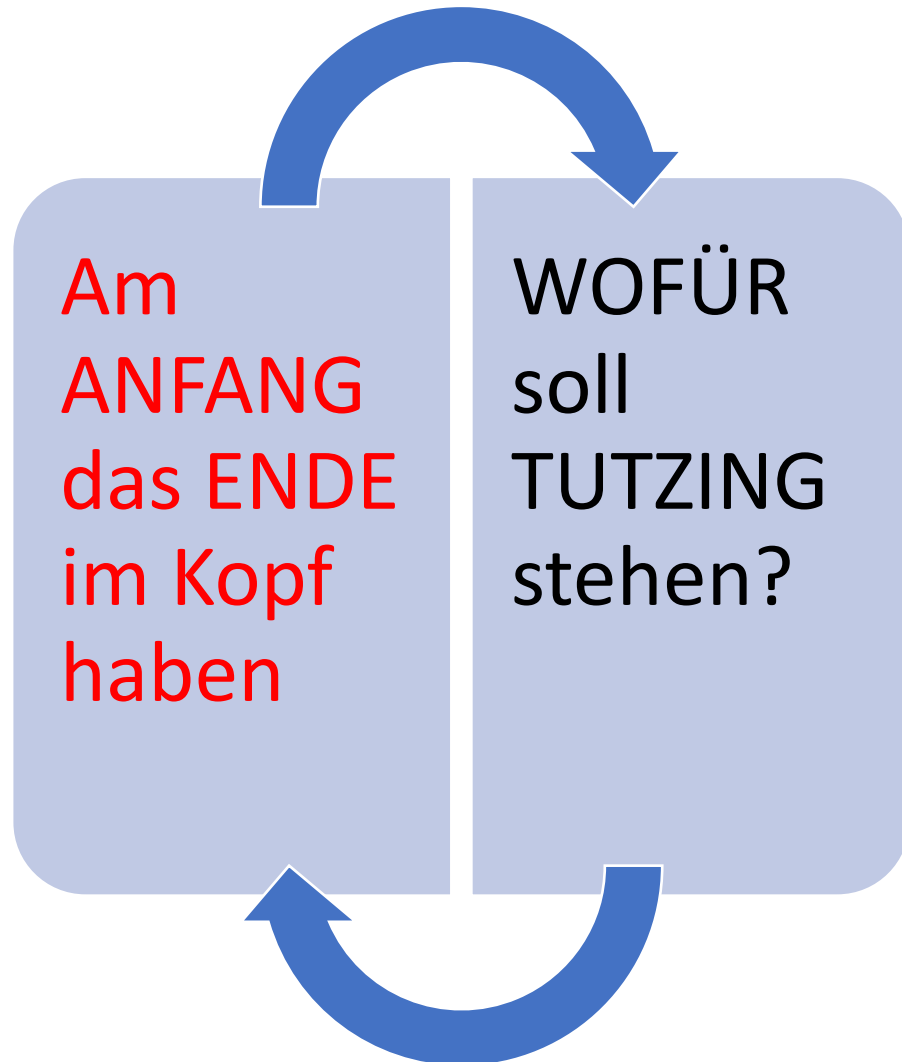 Am
ANFANG
das ENDE
im Kopf
haben
WOFÜR
soll
TUTZING
stehen?